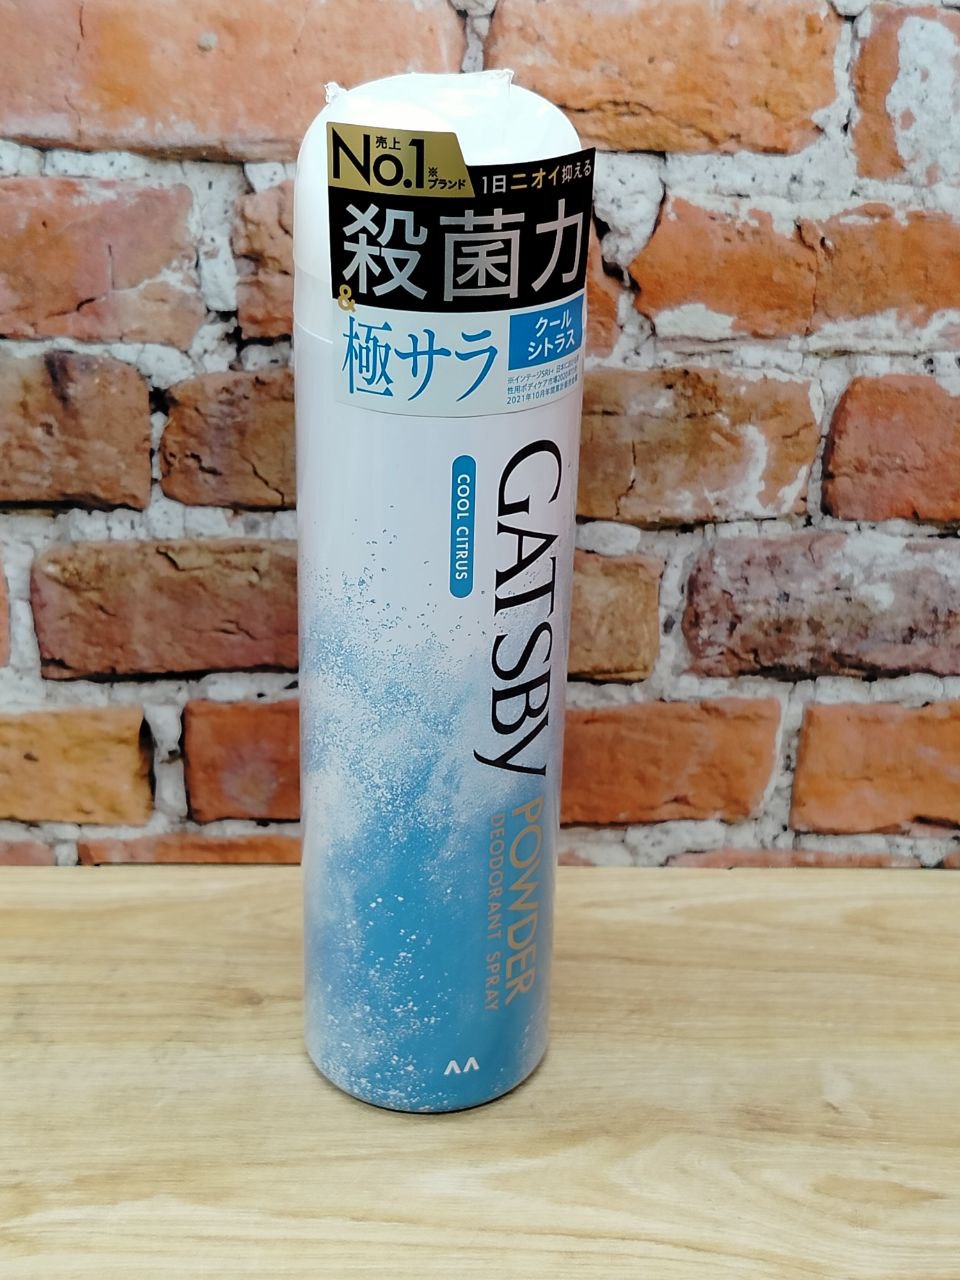 売上
No.1※
ブランド
1日ニオイ抑える
殺菌力
&
極サラ
クール
シトラス
2021年10月
COOL CITRUS
GATSBY
POWDER
DEODORANT SPRAY